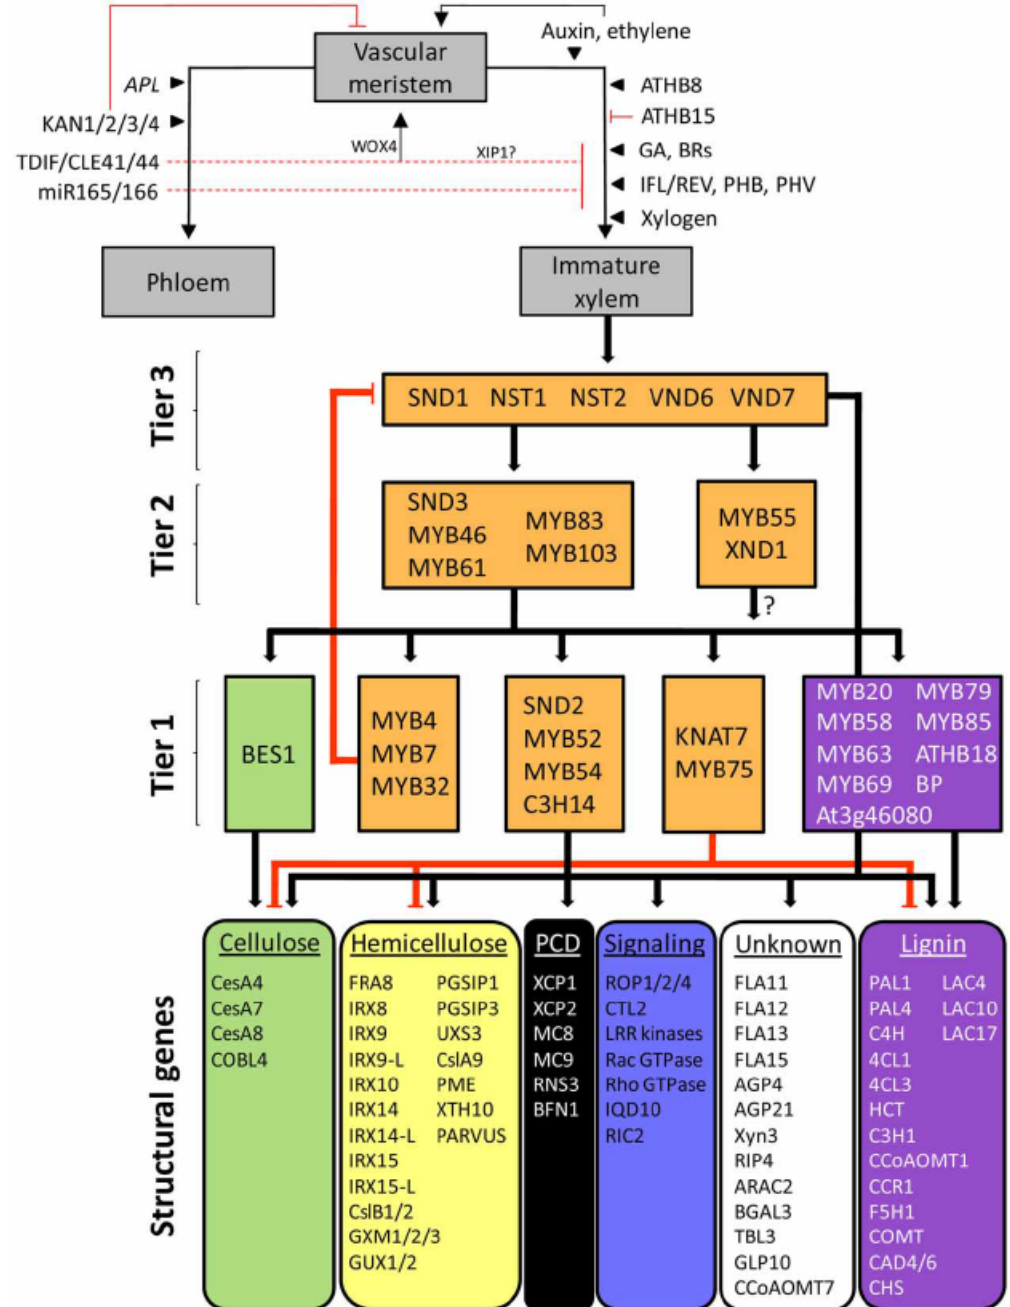 Auxin, ethylene
Vascular
meristem
APL
KAN1/2/3/4
TDIF/CLE41/44
miR165/166
WOX4
XIP1?
ATHB8
ATHB15
GA, BRs
IFL/REV, PHB, PHV
Xylogen
Phloem
Immature
xylem
Tier 3
SND1 NST1 NST2 VND6 VND7
Tier 2
SND3
MYB46
MYB61
MYB83
MYB103
MYB55
XND1
?
Tier 1
BES1
MYB4
MYB7
MYB32
SND2
MYB52
MYB54
C3H14
KNAT7
MYB75
MYB20 MYB79
MYB58 MYB85
MYB63 ATHB18
MYB69 BP
At3g46080
Structural genes
Cellulose
CesA4
CesA7
CesA8
COBL4
Hemicellulose
FRA8 PGSIP1
IRX8 PGSIP3
IRX9 UXS3
IRX9-L CslA9
IRX10 PME
IRX14 XTH10
IRX14-L PARVUS
IRX15
IRX15-L
CslB1/2
GXM1/2/3
GUX1/2
PCD
XCP1
XCP2
MC8
MC9
RNS3
BFN1
Signaling
ROP1/2/4
CTL2
LRR kinases
Rac GTPase
Rho GTPase
IQD10
RIC2
Unknown
FLA11
FLA12
FLA13
FLA15
AGP4
AGP21
Xyn3
RIP4
ARAC2
BGAL3
TBL3
GLP10
CCoAOMT7
Lignin
PAL1 LAC4
PAL4 LAC10
C4H LAC17
4CL1
4CL3
HCT
C3H1
CCoAOMT1
CCR1
F5H1
COMT
CAD4/6
CHS